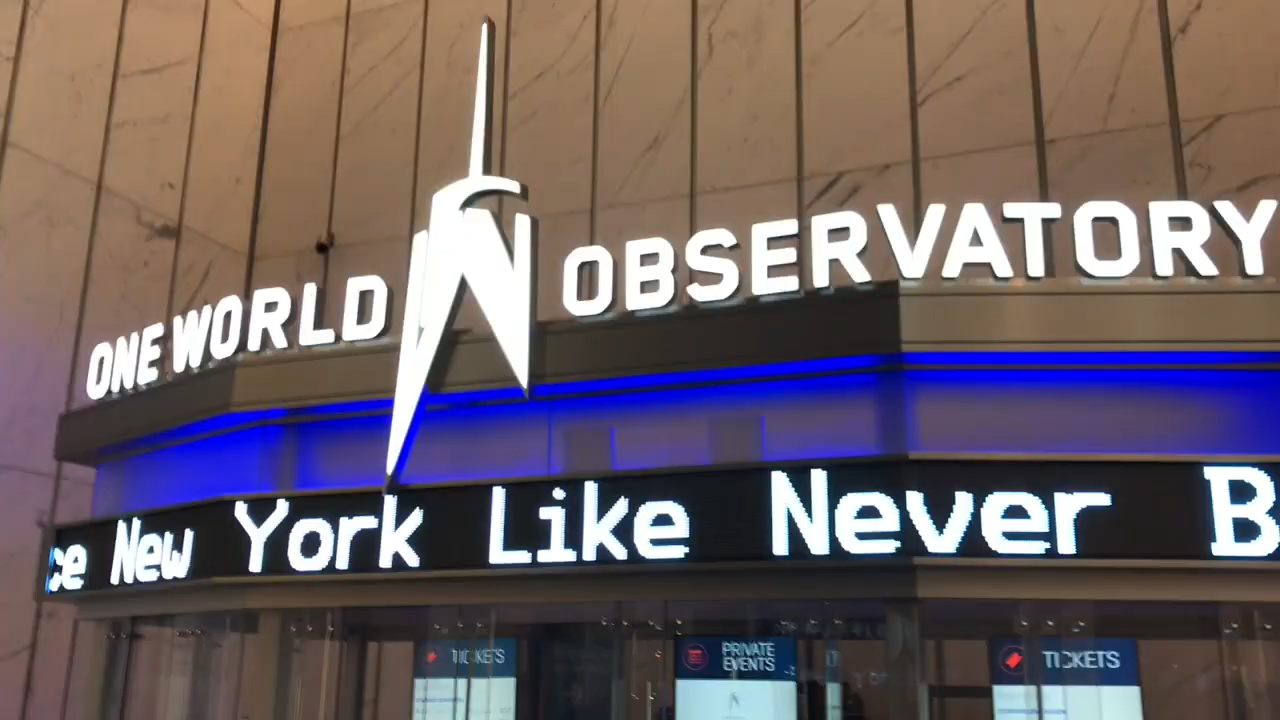 ONE WORLD OBSERVATORY
ce New York Like Never B
TICKETS
PRIVATE
EVENTS
TICKETS